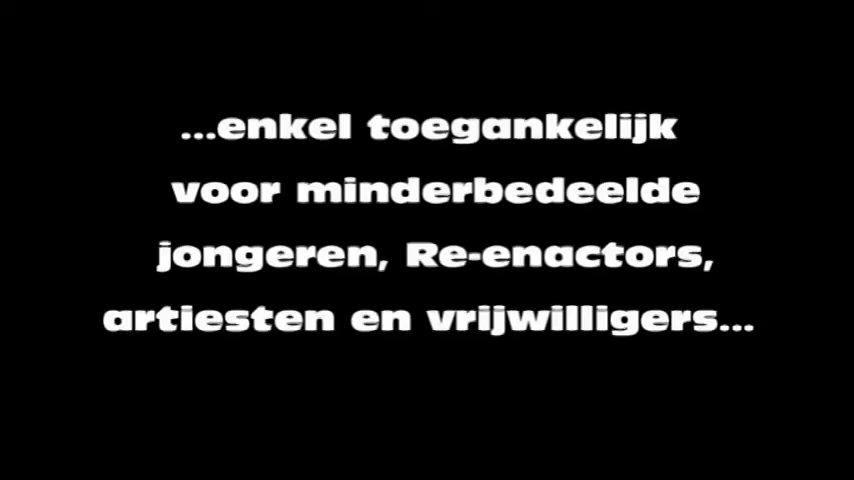 ...enkel toegankelijk
voor minderbedeelde
jongeren, Re-enactors,
artiesten en vrijwilligers...